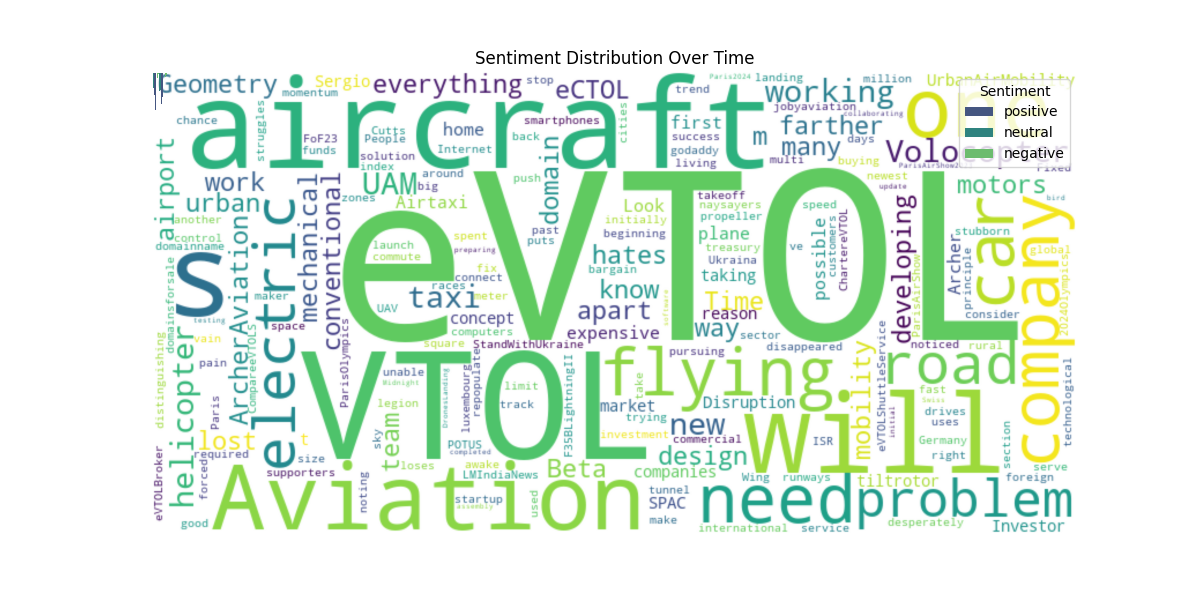 Sentiment Distribution Over Time
Geometry
Sergio
everything
stop
eCTOL
Paris2024
trend
landing
million
UrbanAirMobility
momentum
working
jobyaviation
collaborating
one
Sentiment
positive
neutral
negative
aircraft
chance
struggles
FoF23
funds
Cutts
People
solution
index
home
Internet
back
smartphones
cities
first
success
godaddy
living
m
farther
many
days
multi
buying
Volocopter
ParisAirShow2
fixed
airport
work
urban
another
control
domainname
UAM
big
around
Airtaxi
zones
push
domain
past
puts
Look
initially
beginning
naysayers
takeoff
propeller
plane
treasury
speed
possible
customers
CharterreVTOL
newest
update
motors
bird
stubborn
global
car
company
2024Olympics
eVTOL
s
electric
mechanical
conventional
launch
commute
spent
preparing
fix
connect
races
meter
UAV
taxi
concept
computers
square
StandWithUkraine
hates
bargain
know
apart
expensive
software
taking
Ukraina
ve
Time
reason
way
sector
developing
ParisAirShow
Archer
principle
consider
noticed
rural
domainsforsale
maker
testing
vain
space
pain
ArcherAviation
CompareeVTOLs
distinguishing
helicopter
Paris
ParisOlympics
VTOL
unable
Midnight
legion
DronesLanding
luxembourg
repopulate
track
limit
F35BLightningII
flying
take
market
trying
investment
pursuing
disappeared
Disruption
mobility
eVTOLShuttleService
road
fast
Swiss
initial
drives
uses
Germany
right
technological
section
serve
foreign
lost
t
required
forced
size
supporters
sky
team
loses
POTUS
completed
awake
LMIndiaNews
startup
assembly
used
Beta
companies
new
commercial
design
ISR
Wing
runways
will
tiltrotor
eVTOLBroker
good
Aviation
noting
tunnel
SPAC
make
need
problem
international
service
desperately
Investor